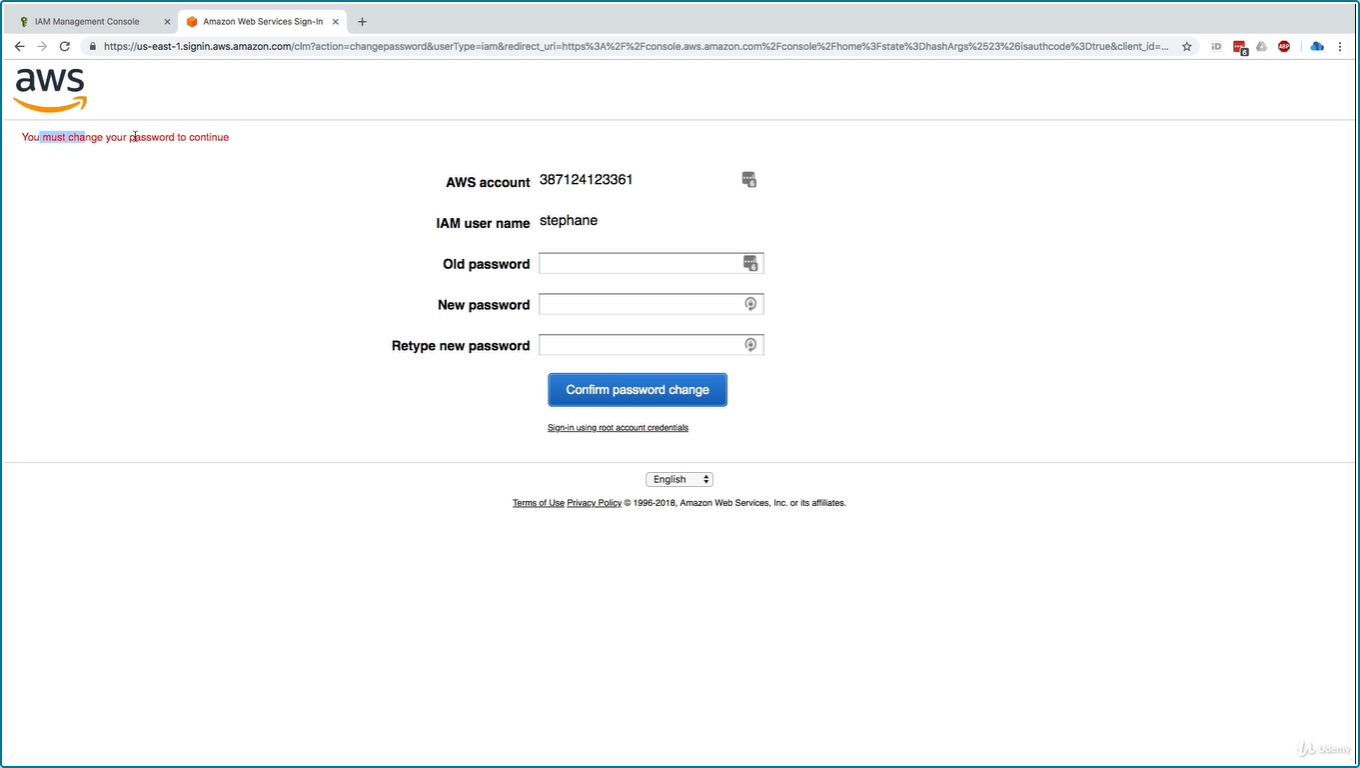 IAM Management Console
Amazon Web Services Sign-In
https://us-east-1.signin.aws.amazon.com/clm?action=changepassword&userType=iam&redirect_uri=https%3A%2F%2Fconsole.aws.amazon.com%2Fconsole%2Fhome%3Fstate%3DhashArgs%2523%26isauthcode%3Dtrue&client_id=...
iD
6
ABP
aws
You must change your password to continue
AWS account 387124123361
IAM user name stephane
Old password
New password
Retype new password
Confirm password change
Sign-in using root account credentials
English
Terms of Use Privacy Policy © 1996-2018, Amazon Web Services, Inc. or its affiliates.
Udemy